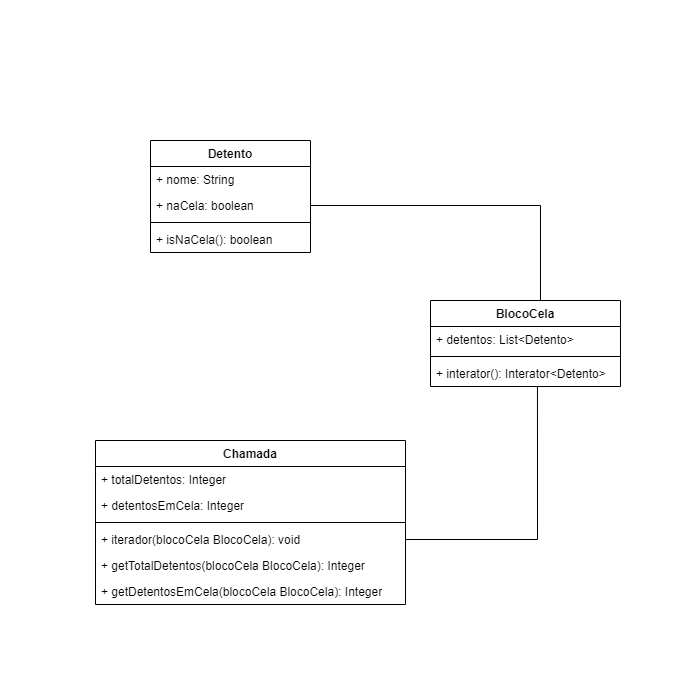 Detento
+ nome: String
+ naCela: boolean
+ isNaCela(): boolean
BlocoCela
+ detentos: List<Detento>
+ interator(): Interator<Detento>
Chamada
+ totalDetentos: Integer
+ detentosEmCela: Integer
+ iterador(blocoCela BlocoCela): void
+ getTotalDetentos(blocoCela BlocoCela): Integer
+ getDetentosEmCela(blocoCela BlocoCela): Integer